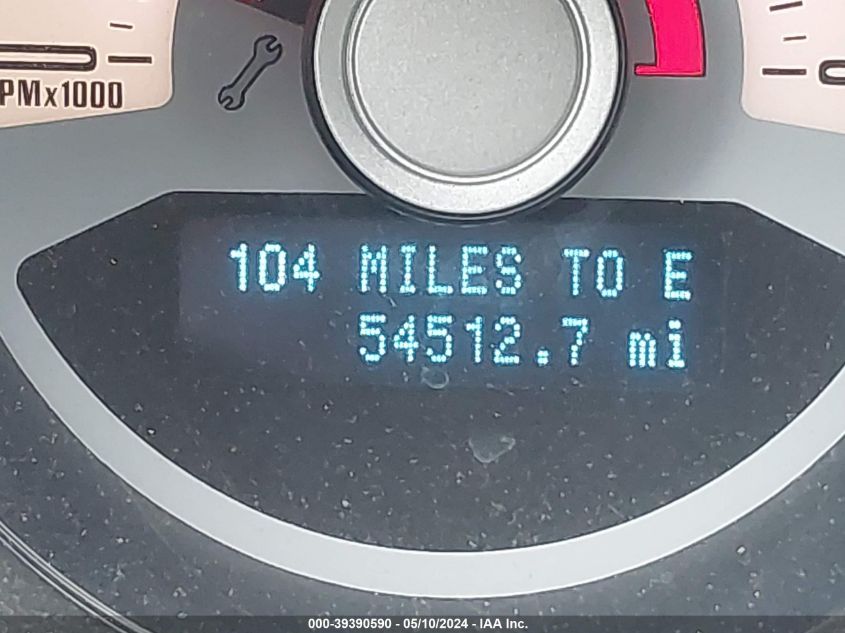 PMx1000
104 MILES TO E
54512.7 mi
000-39390590 - 05/10/2024 - IAA Inc.